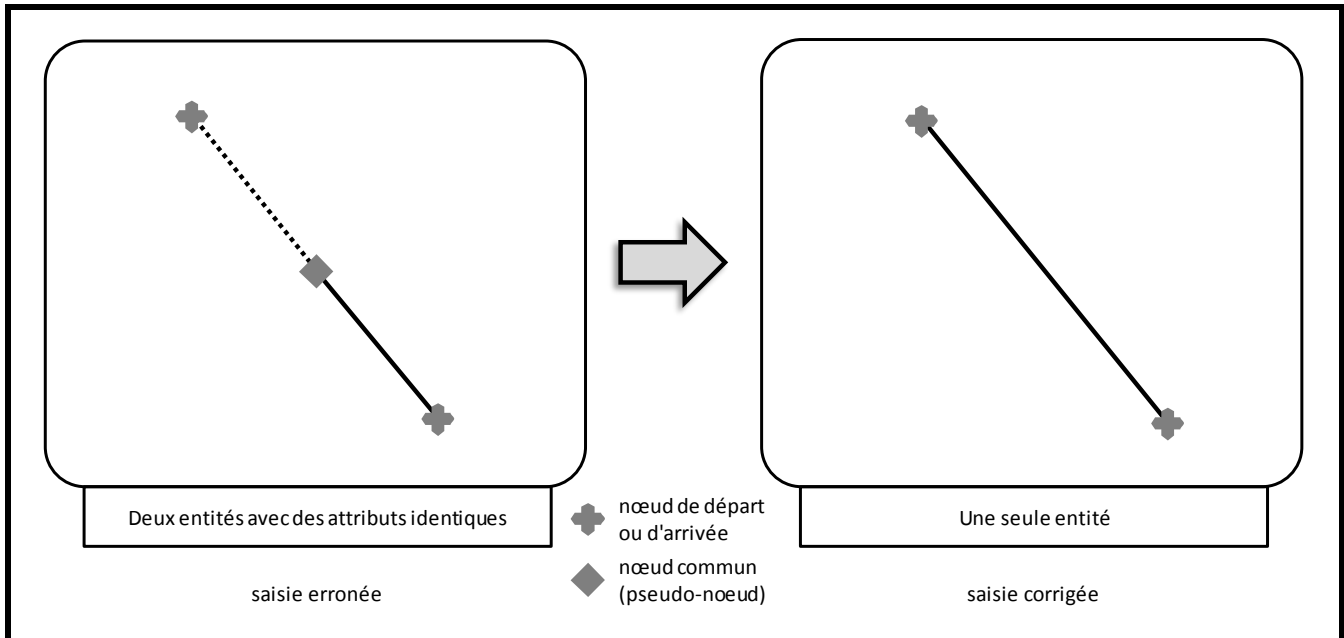 Deux entités avec des attributs identiques
saisie erronée
nœud de départ
ou d'arrivée
nœud commun
(pseudo-noeud)
Une seule entité
saisie corrigée